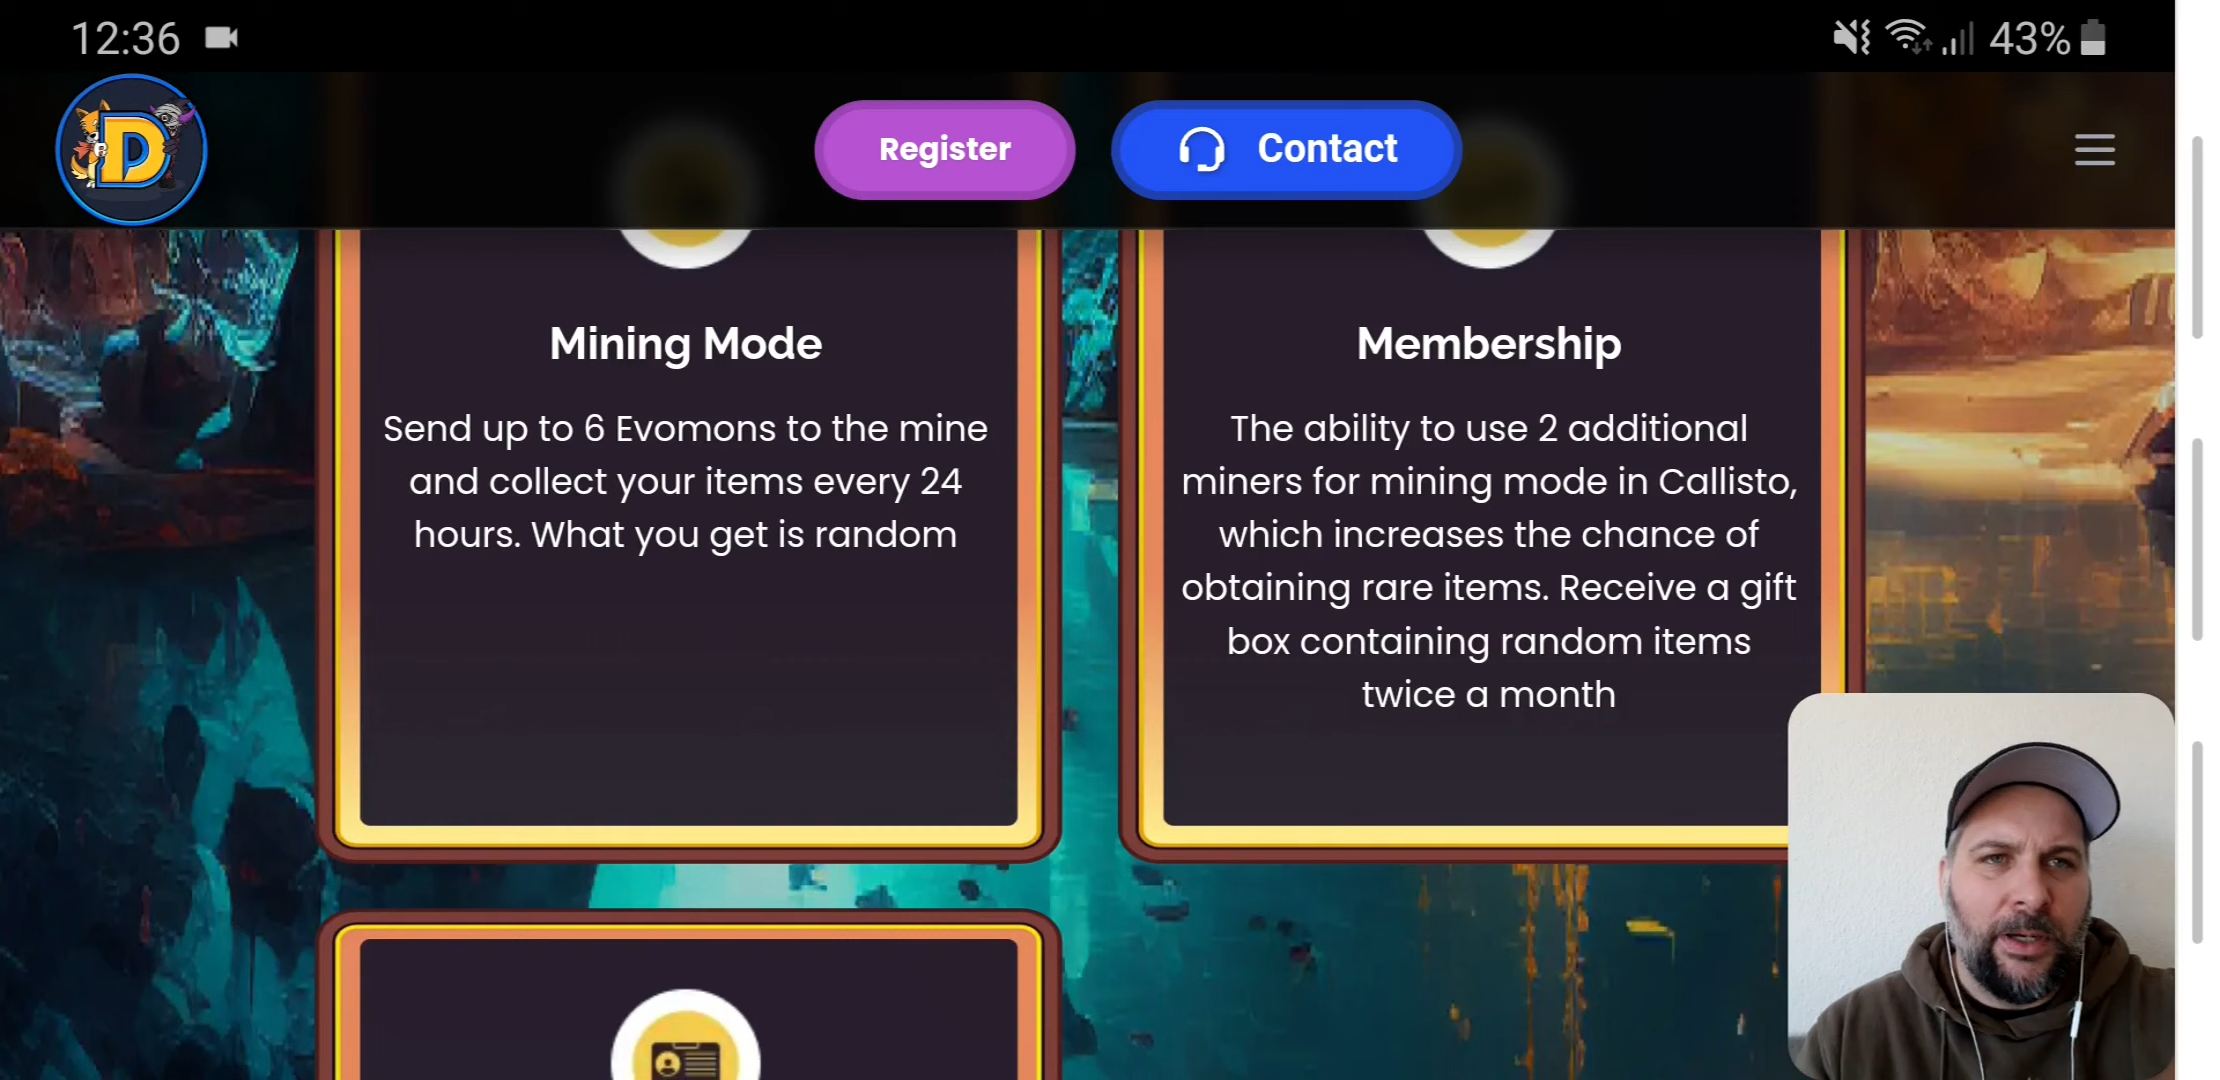 12:36
43%
D
Register
Contact
Mining Mode
Send up to 6 Evomons to the mine
and collect your items every 24
hours. What you get is random
Membership
The ability to use 2 additional
miners for mining mode in Callisto,
which increases the chance of
obtaining rare items. Receive a gift
box containing random items
twice a month